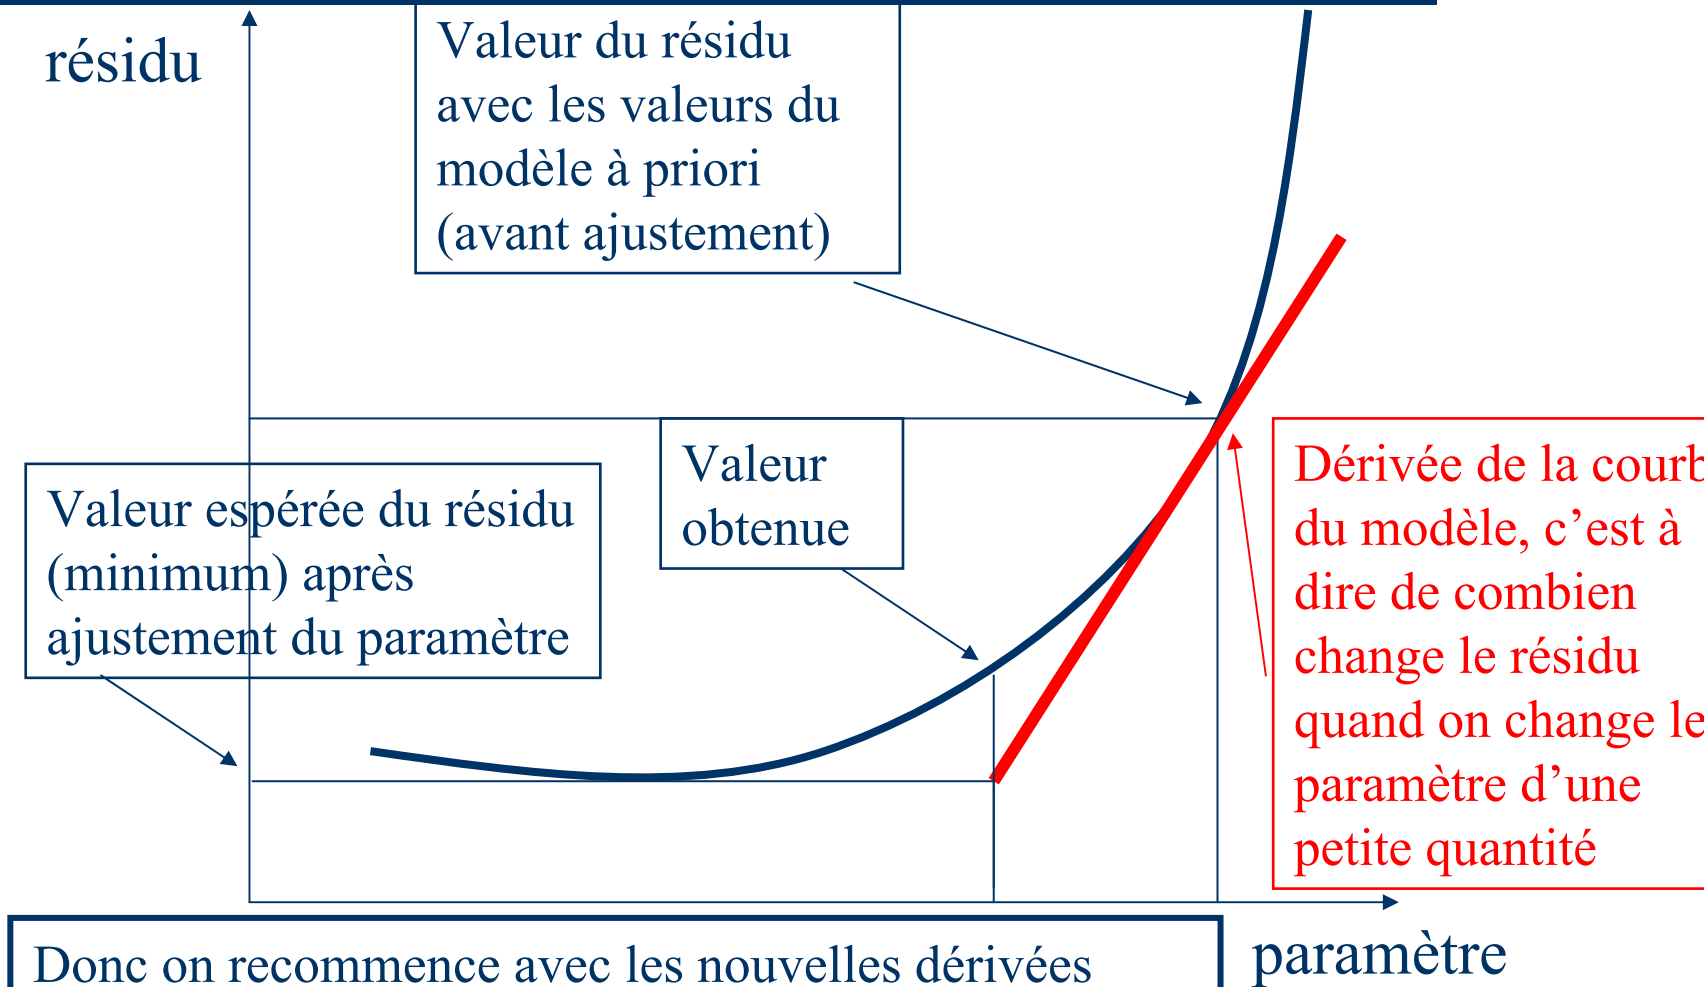 résidu
Valeur du résidu
avec les valeurs du
modèle à priori
(avant ajustement)
Valeur espérée du résidu
(minimum) après
ajustement du paramètre
Valeur
obtenue
Dérivée de la courb
du modèle, c’est à
dire de combien
change le résidu
quand on change le
paramètre d’une
petite quantité
paramètre
Donc on recommence avec les nouvelles dérivées